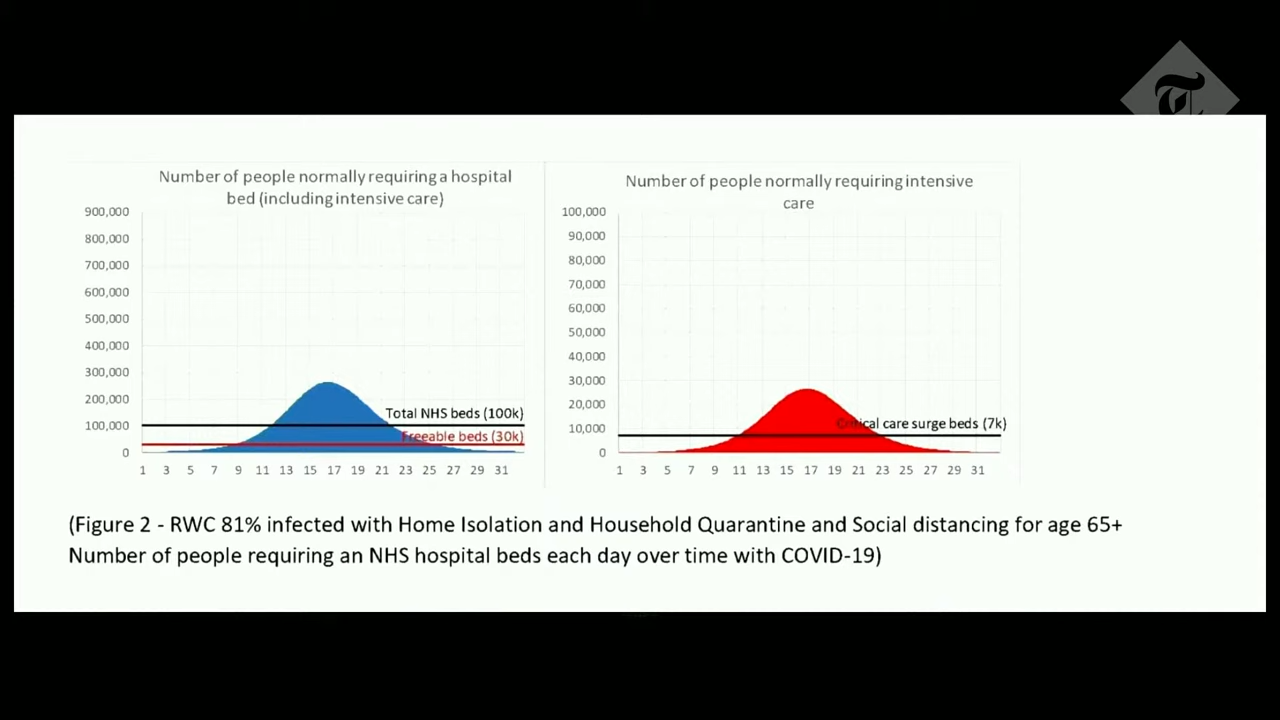 Number of people normally requiring a hospital
bed (including intensive care)
900,000
800,000
700,000
600,000
500,000
400,000
300,000
200,000
100,000
0
Total NHS beds (100k)
Freeable beds (30k)
1 3 5 7 9 11 13 15 17 19 21 23 25 27 29 31
Number of people normally requiring intensive
care
100,000
90,000
80,000
70,000
60,000
50,000
40,000
30,000
20,000
10,000
0
Critical care surge beds (7k)
1 3 5 7 9 11 13 15 17 19 21 23 25 27 29 31
(Figure 2 - RWC 81% infected with Home Isolation and Household Quarantine and Social distancing for age 65+
Number of people requiring an NHS hospital beds each day over time with COVID-19)